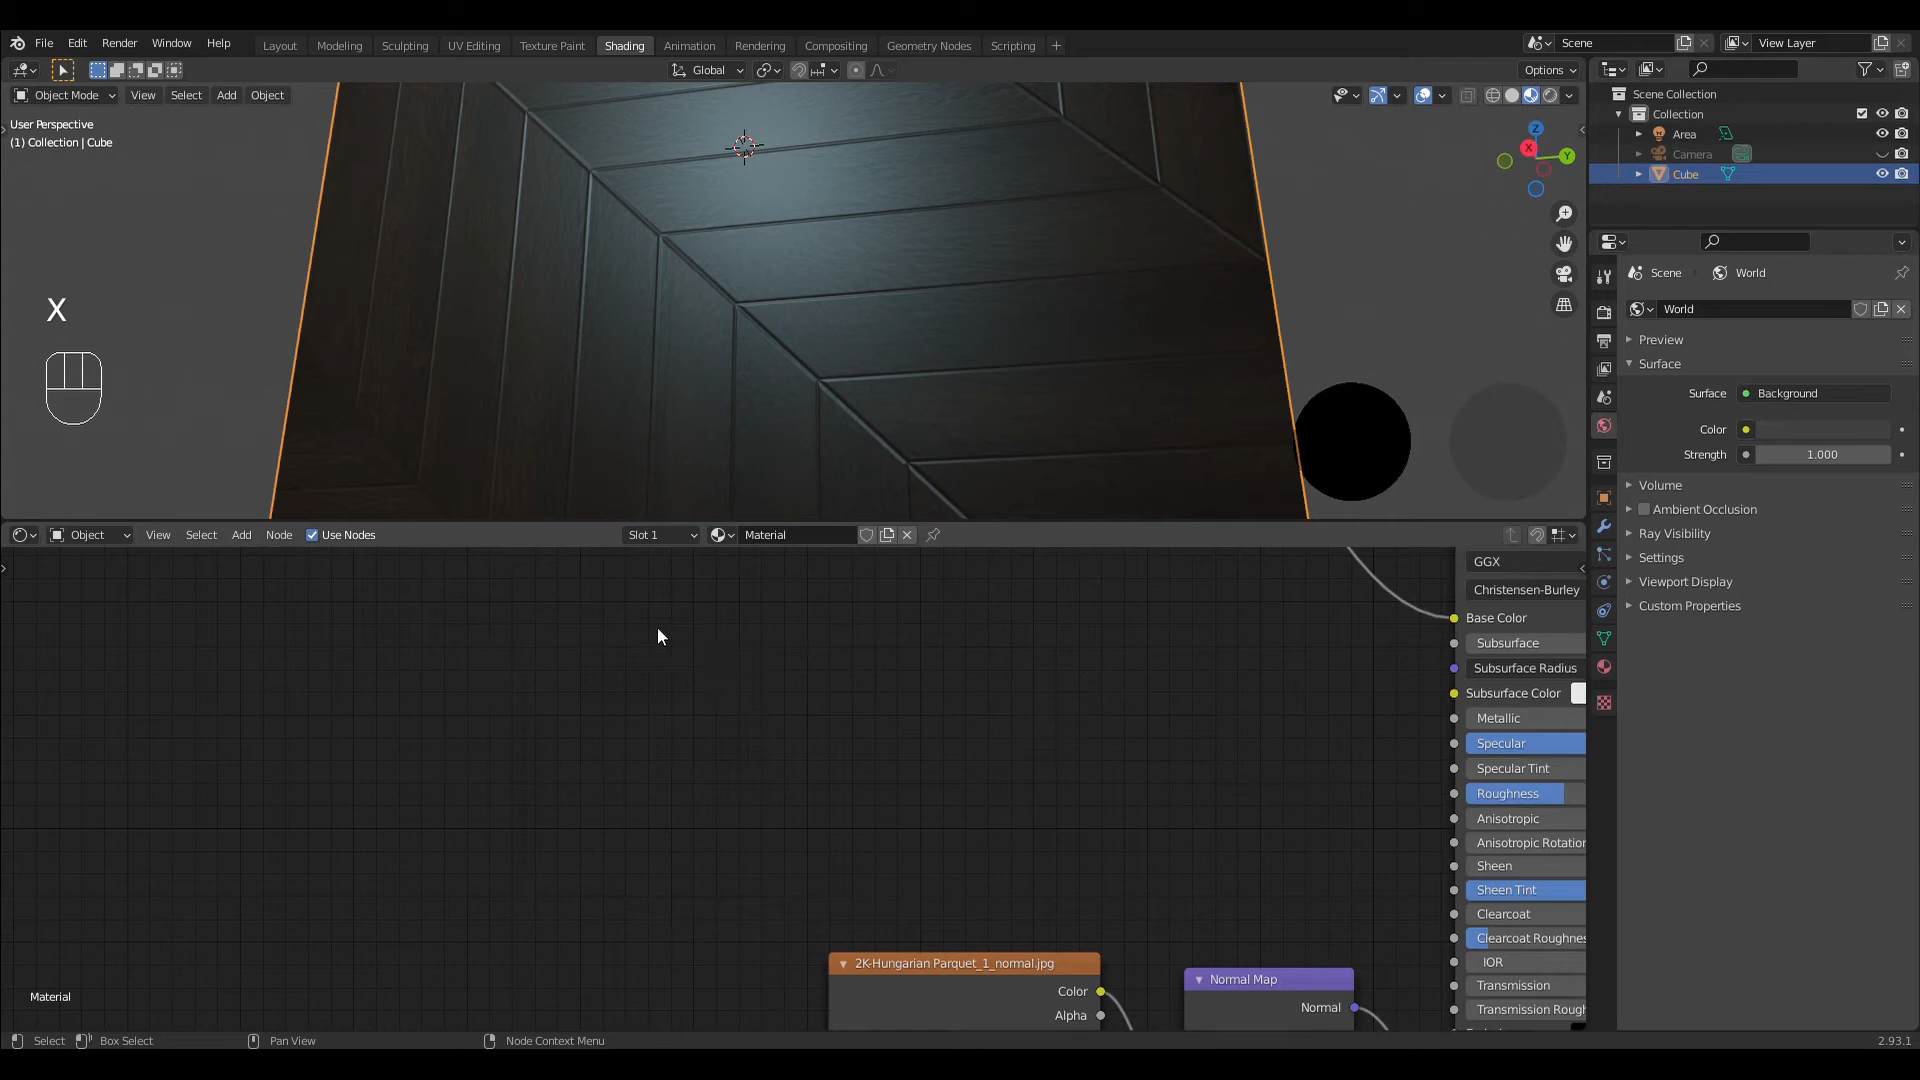 File Edit Render Window Help
Layout Modeling Sculpting UV Editing Texture Paint Shading Animation Rendering Compositing Geometry Nodes Scripting +
Scene
View Layer
Global
Options
Object Mode View Select Add Object
User Perspective
(1) Collection | Cube
X
Z
X
Y
Scene Collection
Collection
Area
Camera
Cube
Scene World
World
Preview
Surface
Surface Background
Color
Strength 1.000
Volume
Ambient Occlusion
Ray Visibility
Settings
Viewport Display
Custom Properties
Object View Select Add Node Use Nodes
Slot 1
Material
GGX
Christensen-Burley
Base Color
Subsurface
Subsurface Radius
Subsurface Color
Metallic
Specular
Specular Tint
Roughness
Anisotropic
Anisotropic Rotation
Sheen
Sheen Tint
Clearcoat
Clearcoat Roughnes
IOR
Transmission
Transmission Rough
2K-Hungarian Parquet_1_normal.jpg
Color
Alpha
Normal Map
Normal
Material
Select Box Select Pan View Node Context Menu
2.93.1